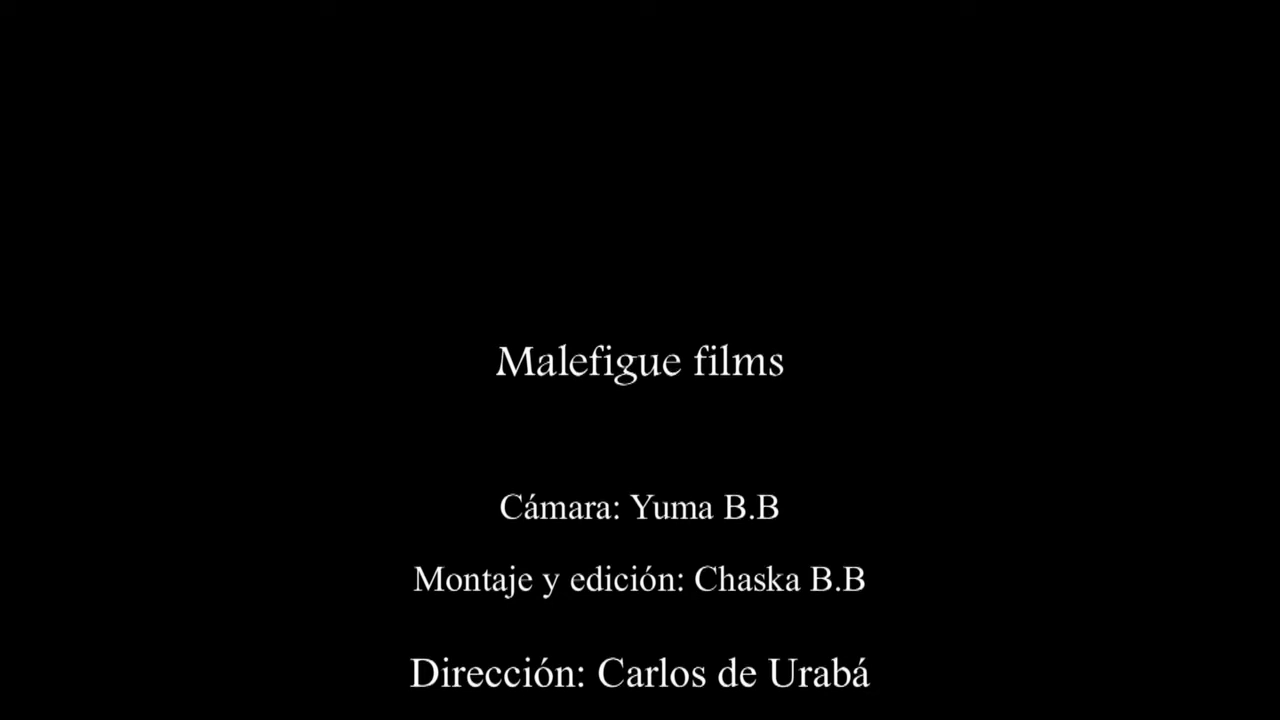 Malefigue films
Cámara: Yuma B.B
Montaje y edición: Chaska B.B
Dirección: Carlos de Urabá